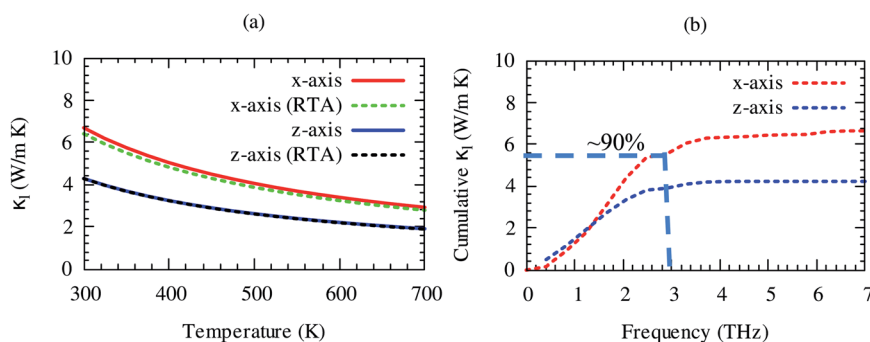 (a)
κl (W/m K)
10
8
6
4
2
0
x-axis
x-axis (RTA)
z-axis
z-axis (RTA)
300
400
500
600
700
Temperature (K)
(b)
Cumulative κl (W/m K)
10
8
6
4
2
0
x-axis
z-axis
~90%
0
1
2
3
4
5
6
7
Frequency (THz)